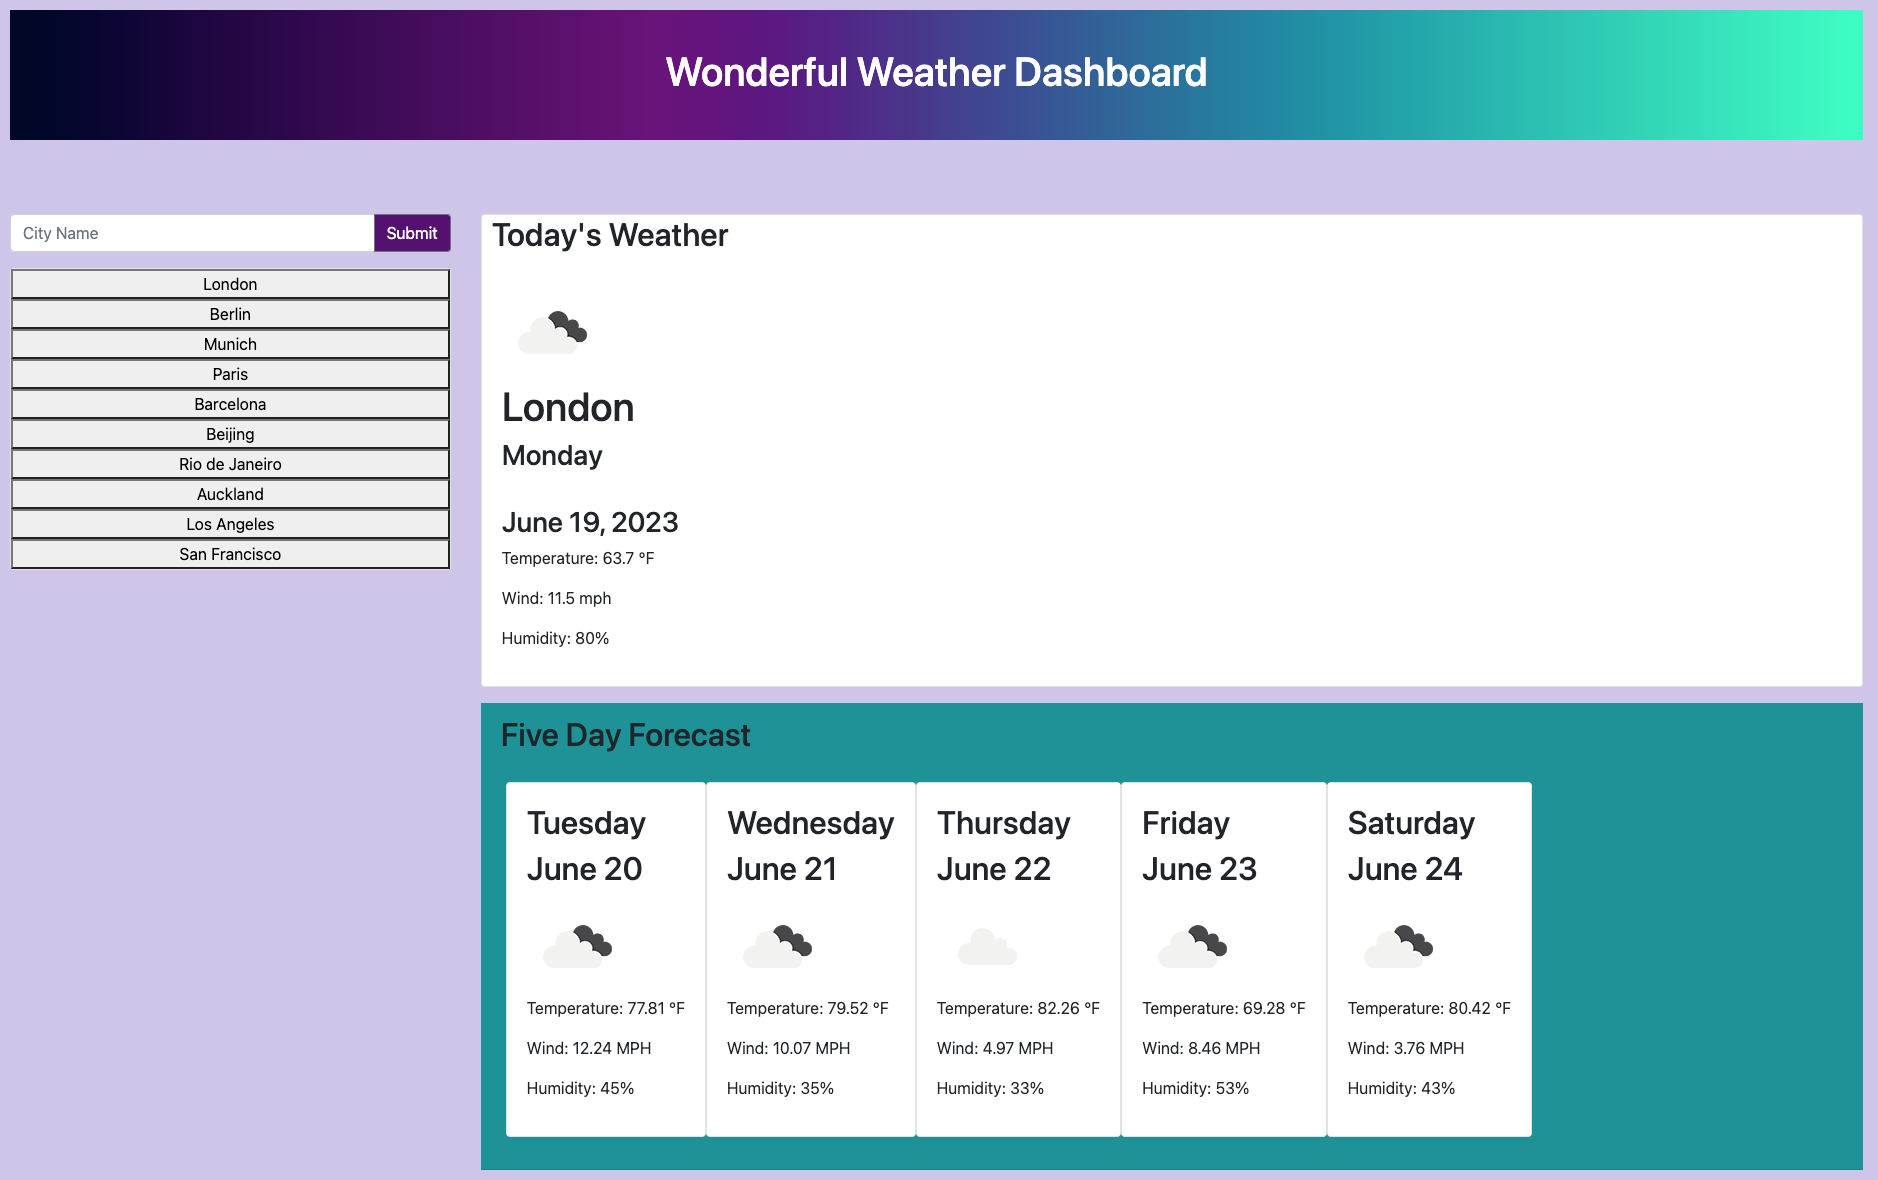 Wonderful Weather Dashboard
City Name
Submit
London
Berlin
Munich
Paris
Barcelona
Beijing
Rio de Janeiro
Auckland
Los Angeles
San Francisco
Today's Weather
London
Monday
June 19, 2023
Temperature: 63.7 °F
Wind: 11.5 mph
Humidity: 80%
Five Day Forecast
Tuesday
June 20
Temperature: 77.81 °F
Wind: 12.24 MPH
Humidity: 45%
Wednesday
June 21
Temperature: 79.52 °F
Wind: 10.07 MPH
Humidity: 35%
Thursday
June 22
Temperature: 82.26 °F
Wind: 4.97 MPH
Humidity: 33%
Friday
June 23
Temperature: 69.28 °F
Wind: 8.46 MPH
Humidity: 53%
Saturday
June 24
Temperature: 80.42 °F
Wind: 3.76 MPH
Humidity: 43%